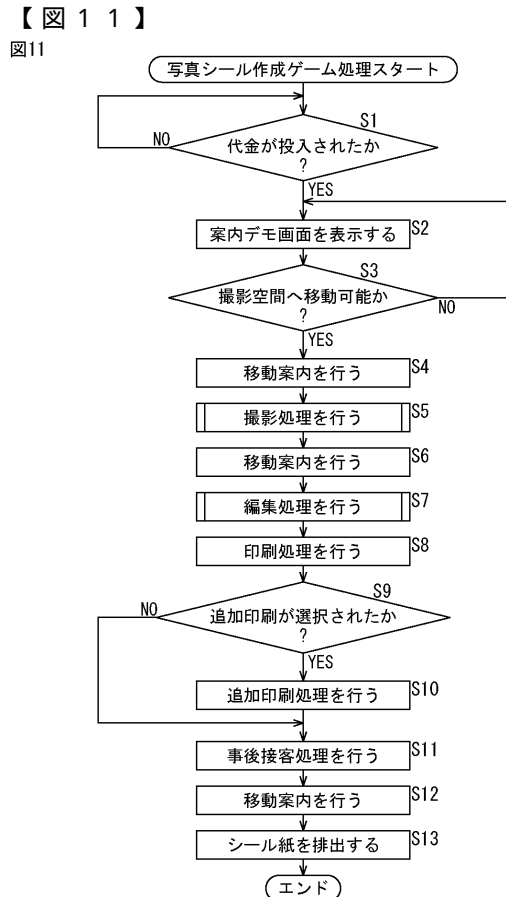 【図１１】
図11
写真シール作成ゲーム処理スタート
S1
NO
代金が投入されたか
?
YES
案内デモ画面を表示する
S2
S3
撮影空間へ移動可能か
?
NO
YES
移動案内を行う
S4
撮影処理を行う
S5
移動案内を行う
S6
編集処理を行う
S7
印刷処理を行う
S8
S9
NO
追加印刷が選択されたか
?
YES
追加印刷処理を行う
S10
事後接客処理を行う
S11
移動案内を行う
S12
シール紙を排出する
S13
エンド